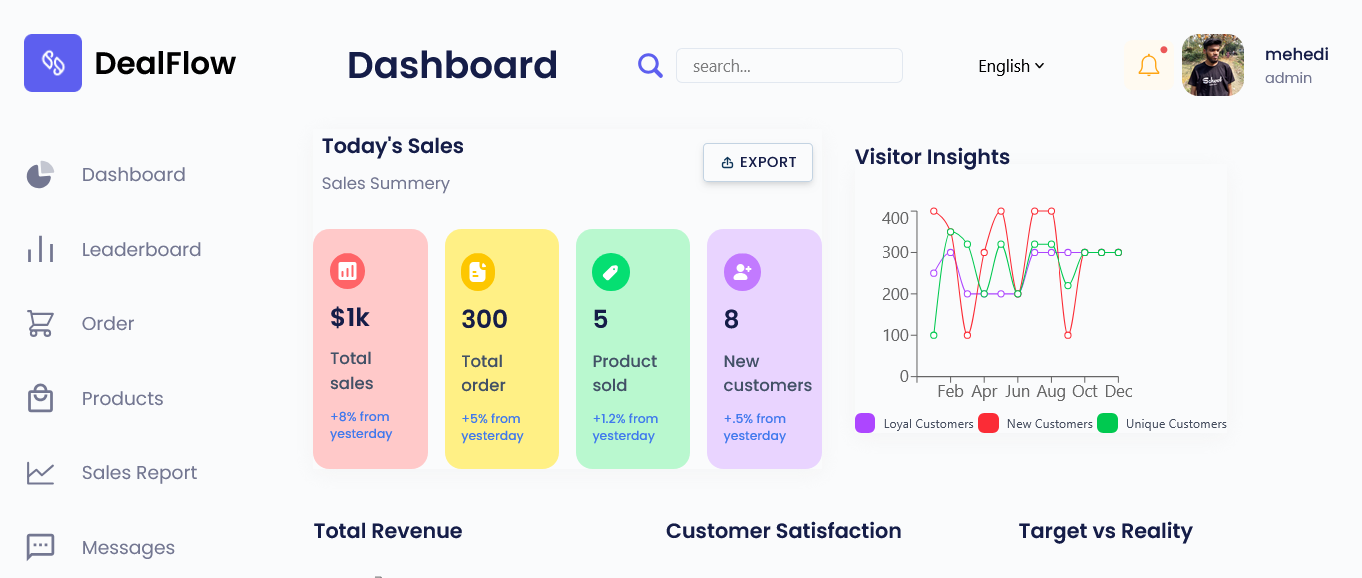 DealFlow
Dashboard
search...
English
mehedi
admin
Dashboard
Leaderboard
Order
Products
Sales Report
Messages
Today's Sales
Sales Summery
EXPORT
$1k
Total
sales
+8% from
yesterday
300
Total
order
+5% from
yesterday
5
Product
sold
+1.2% from
yesterday
8
New
customers
+.5% from
yesterday
Visitor Insights
400
300
200
100
0
Feb Apr Jun Aug Oct Dec
Loyal Customers New Customers Unique Customers
Total Revenue
Customer Satisfaction
Target vs Reality